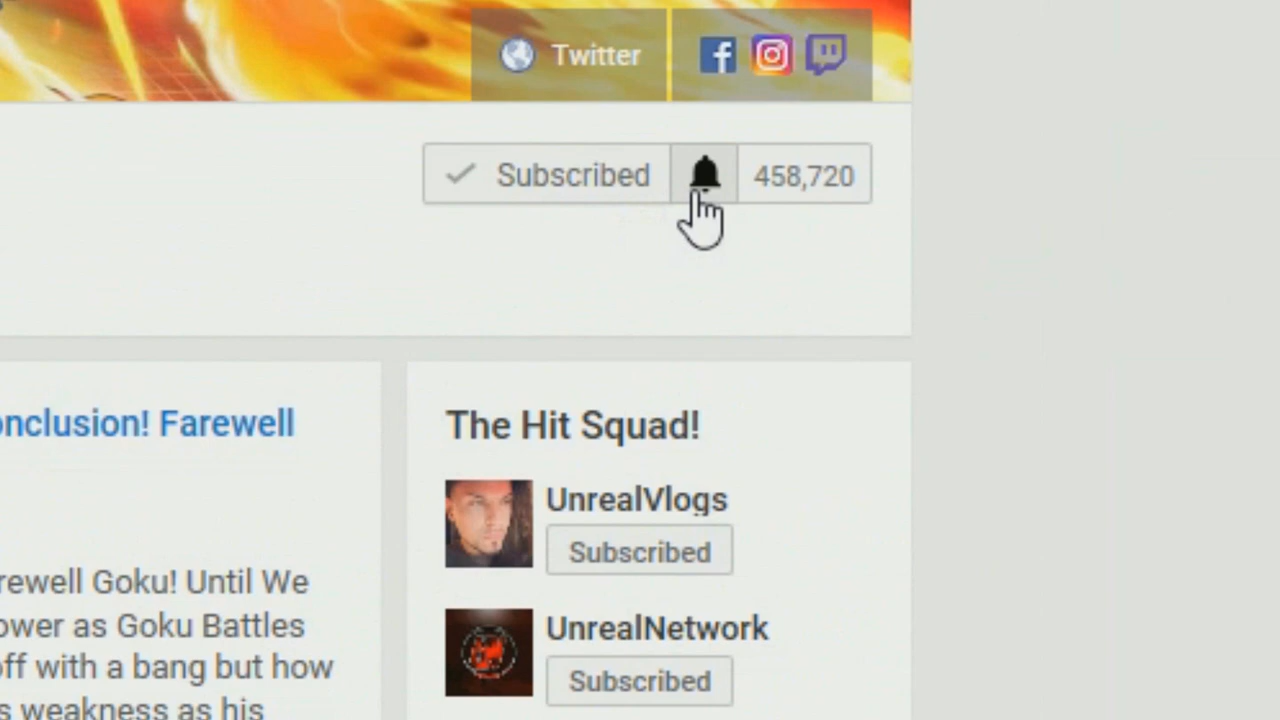 Twitter
Subscribed 458,720
onclusion! Farewell
rewell Goku! Until We
ower as Goku Battles
off with a bang but how
s weakness as his
The Hit Squad!
UnrealVlogs
Subscribed
UnrealNetwork
Subscribed